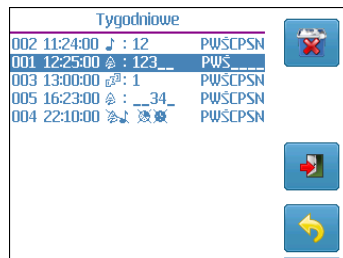 Tygodniowe
002 11:24:00 : 12 PWŚCPSN
001 12:25:00 : 123__ PWŚ____
003 13:00:00 : 1 PWŚCPSN
005 16:23:00 : __34_ PWŚCPSN
004 22:10:00 PWŚCPSN